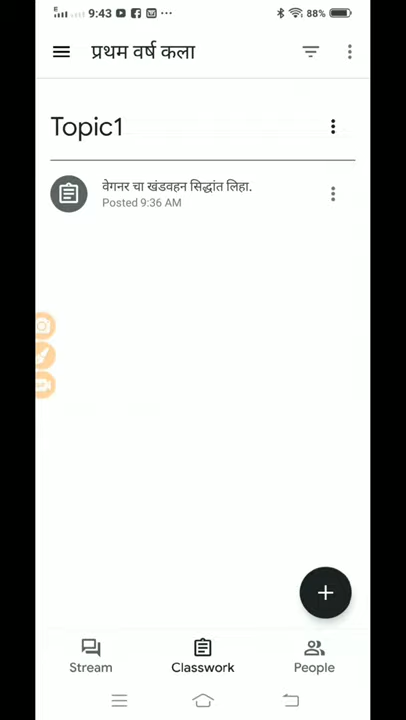 9:43
88%
प्रथम वर्ष कला
Topic1
वेगनर चा खंडवहन सिद्धांत लिहा.
Posted 9:36 AM
Stream
Classwork
People